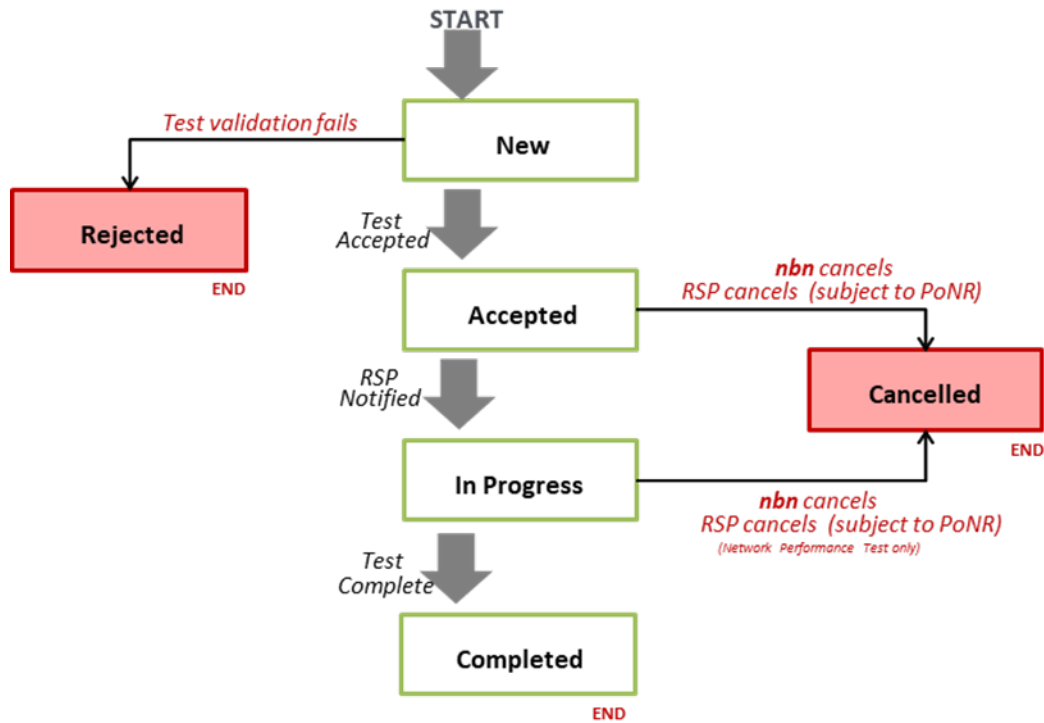 START
Test validation fails
New
Rejected
END
Test
Accepted
nbn cancels
RSP cancels (subject to PoNR)
Accepted
RSP
Notified
Cancelled
END
In Progress
nbn cancels
RSP cancels (subject to PoNR)
(Network Performance Test only)
Test
Complete
Completed
END